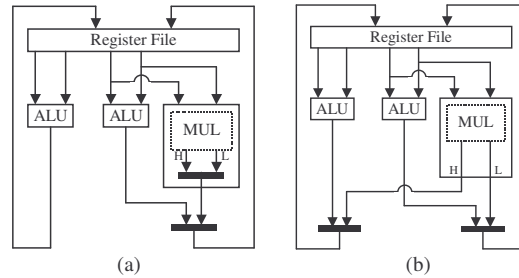 Register File
ALU
ALU
MUL
H
L
(a)
Register File
ALU
ALU
MUL
H
L
(b)